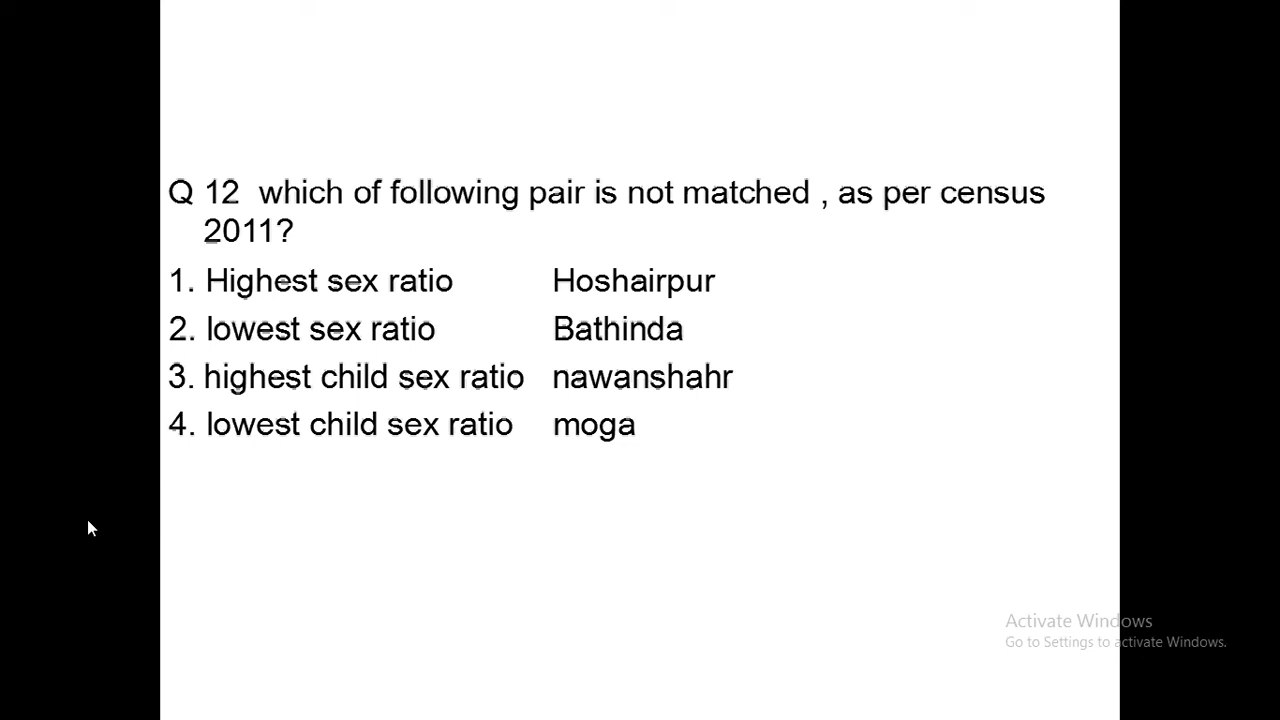 Q 12 which of following pair is not matched , as per census
2011?
1. Highest sex ratio Hoshairpur
2. lowest sex ratio Bathinda
3. highest child sex ratio nawanshahr
4. lowest child sex ratio moga
Activate Windows
Go to Settings to activate Windows.